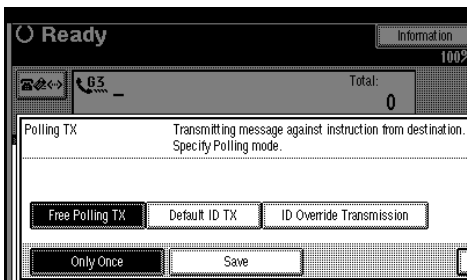 Ready
Information
100%
G3
Total:
0
Polling TX
Transmitting message against instruction from destination.
Specify Polling mode.
Free Polling TX
Default ID TX
ID Override Transmission
Only Once
Save